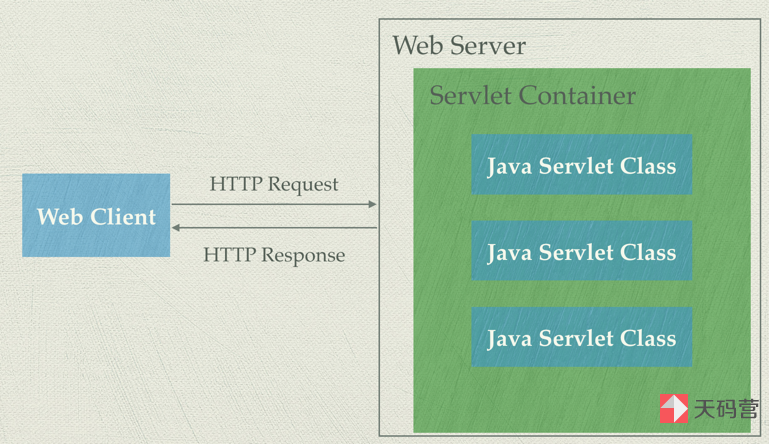 Web Server
Servlet Container
Java Servlet Class
HTTP Request
Web Client
HTTP Response
Java Servlet Class
Java Servlet Class
天码营